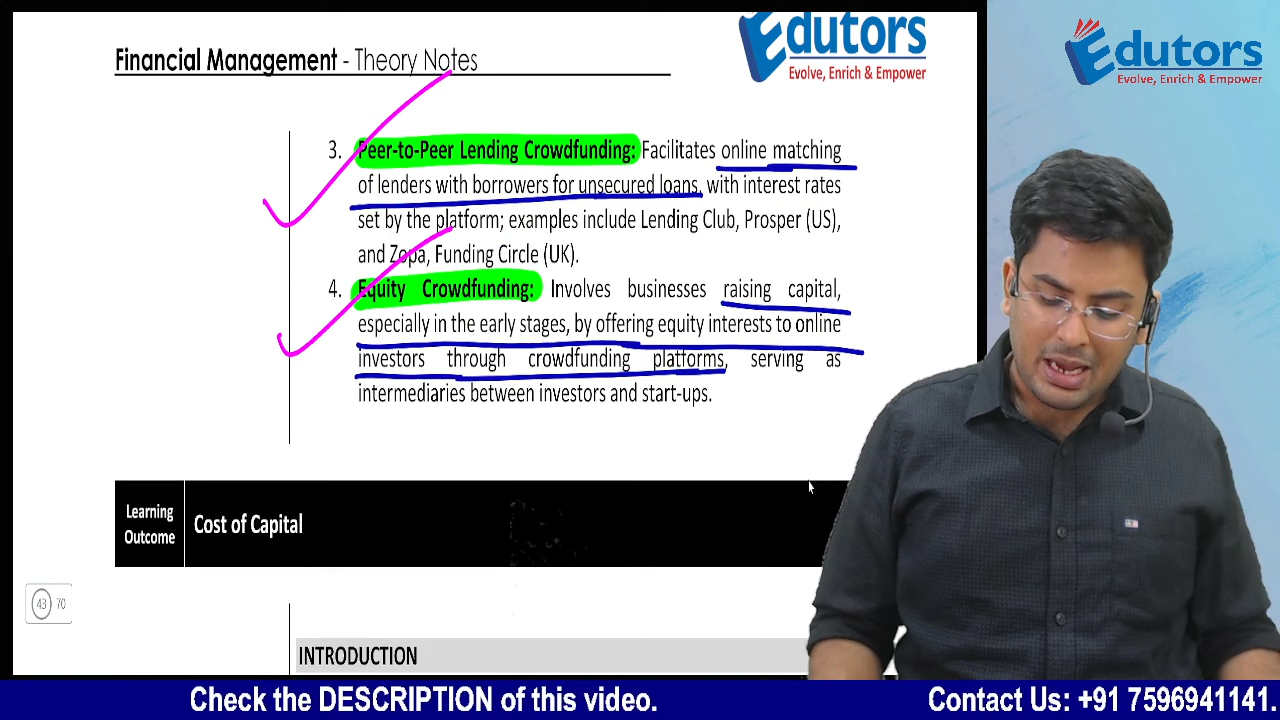 Edutors
Evolve, Enrich & Empower
Edutors
Evolve, Enrich & Empower
Financial Management - Theory Notes
3. Peer-to-Peer Lending Crowdfunding: Facilitates online matching
of lenders with borrowers for unsecured loans, with interest rates
set by the platform; examples include Lending Club, Prosper (US),
and Zopa, Funding Circle (UK).
4. Equity Crowdfunding: Involves businesses raising capital,
especially in the early stages, by offering equity interests to online
investors through crowdfunding platforms, serving as
intermediaries between investors and start-ups.
Learning
Outcome
Cost of Capital
43 70
INTRODUCTION
Check the DESCRIPTION of this video.
Contact Us: +91 7596941141.